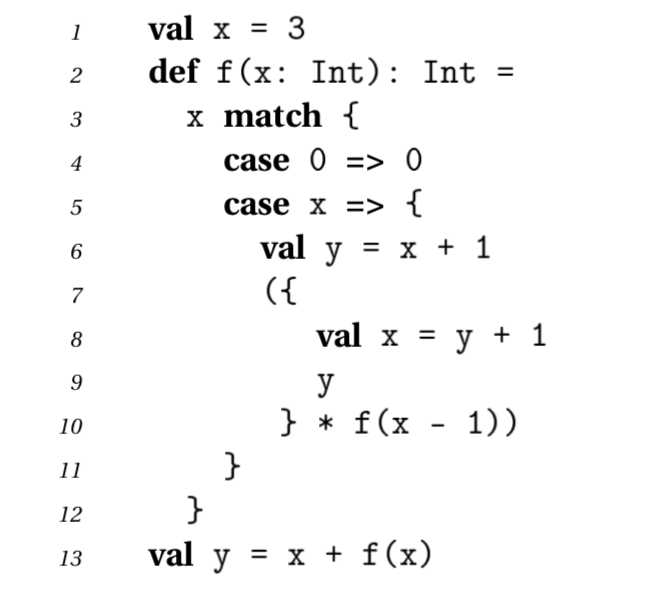 1 val x = 3
2 def f(x: Int): Int =
3 x match {
4 case 0 => 0
5 case x => {
6 val y = x + 1
7 ({
8 val x = y + 1
9 y
10 } * f(x - 1))
11 }
12 }
13 val y = x + f(x)